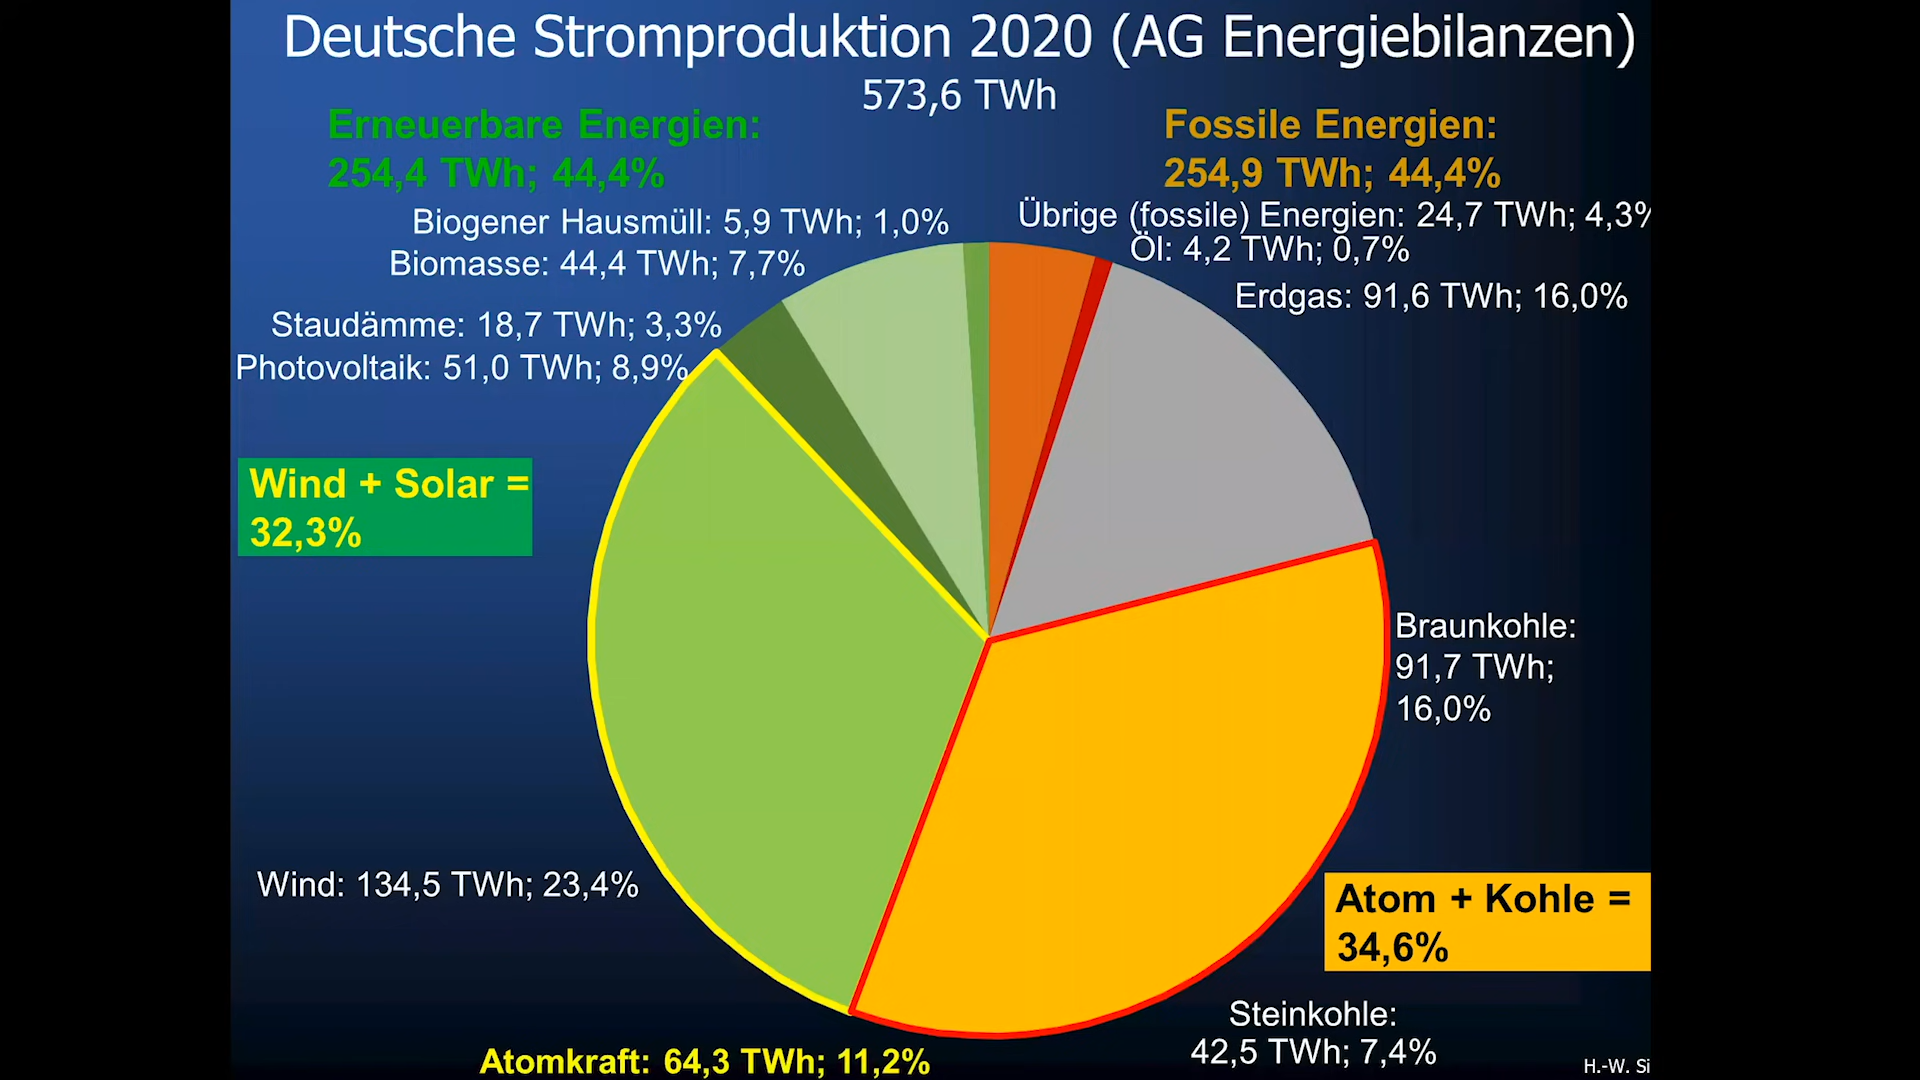 Deutsche Stromproduktion 2020 (AG Energiebilanzen)
573,6 TWh
Erneuerbare Energien:
254,4 TWh; 44,4%
Fossile Energien:
254,9 TWh; 44,4%
Biogener Hausmüll: 5,9 TWh; 1,0%
Übrige (fossile) Energien: 24,7 TWh; 4,3%
Öl: 4,2 TWh; 0,7%
Biomasse: 44,4 TWh; 7,7%
Erdgas: 91,6 TWh; 16,0%
Staudämme: 18,7 TWh; 3,3%
Photovoltaik: 51,0 TWh; 8,9%
Wind + Solar =
32,3%
Braunkohle:
91,7 TWh;
16,0%
Wind: 134,5 TWh; 23,4%
Atom + Kohle =
34,6%
Steinkohle:
42,5 TWh; 7,4%
Atomkraft: 64,3 TWh; 11,2%
H.-W. Si